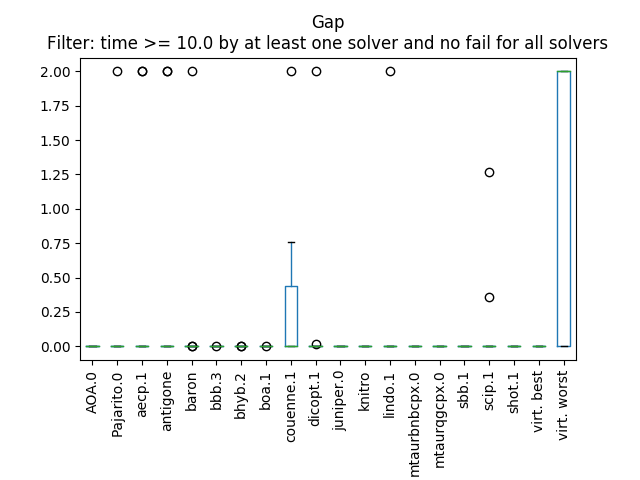 Gap
Filter: time >= 10.0 by at least one solver and no fail for all solvers
2.00
1.75
1.50
1.25
1.00
0.75
0.50
0.25
0.00
AOA.0
Pajarito.0
aecp.1
antigone
baron
bbb.3
bhyb.2
boa.1
couenne.1
dicopt.1
juniper.0
knitro
lindo.1
mtaurbnbcpx.0
mtaurqgcpx.0
sbb.1
scip.1
shot.1
virt. best
virt. worst